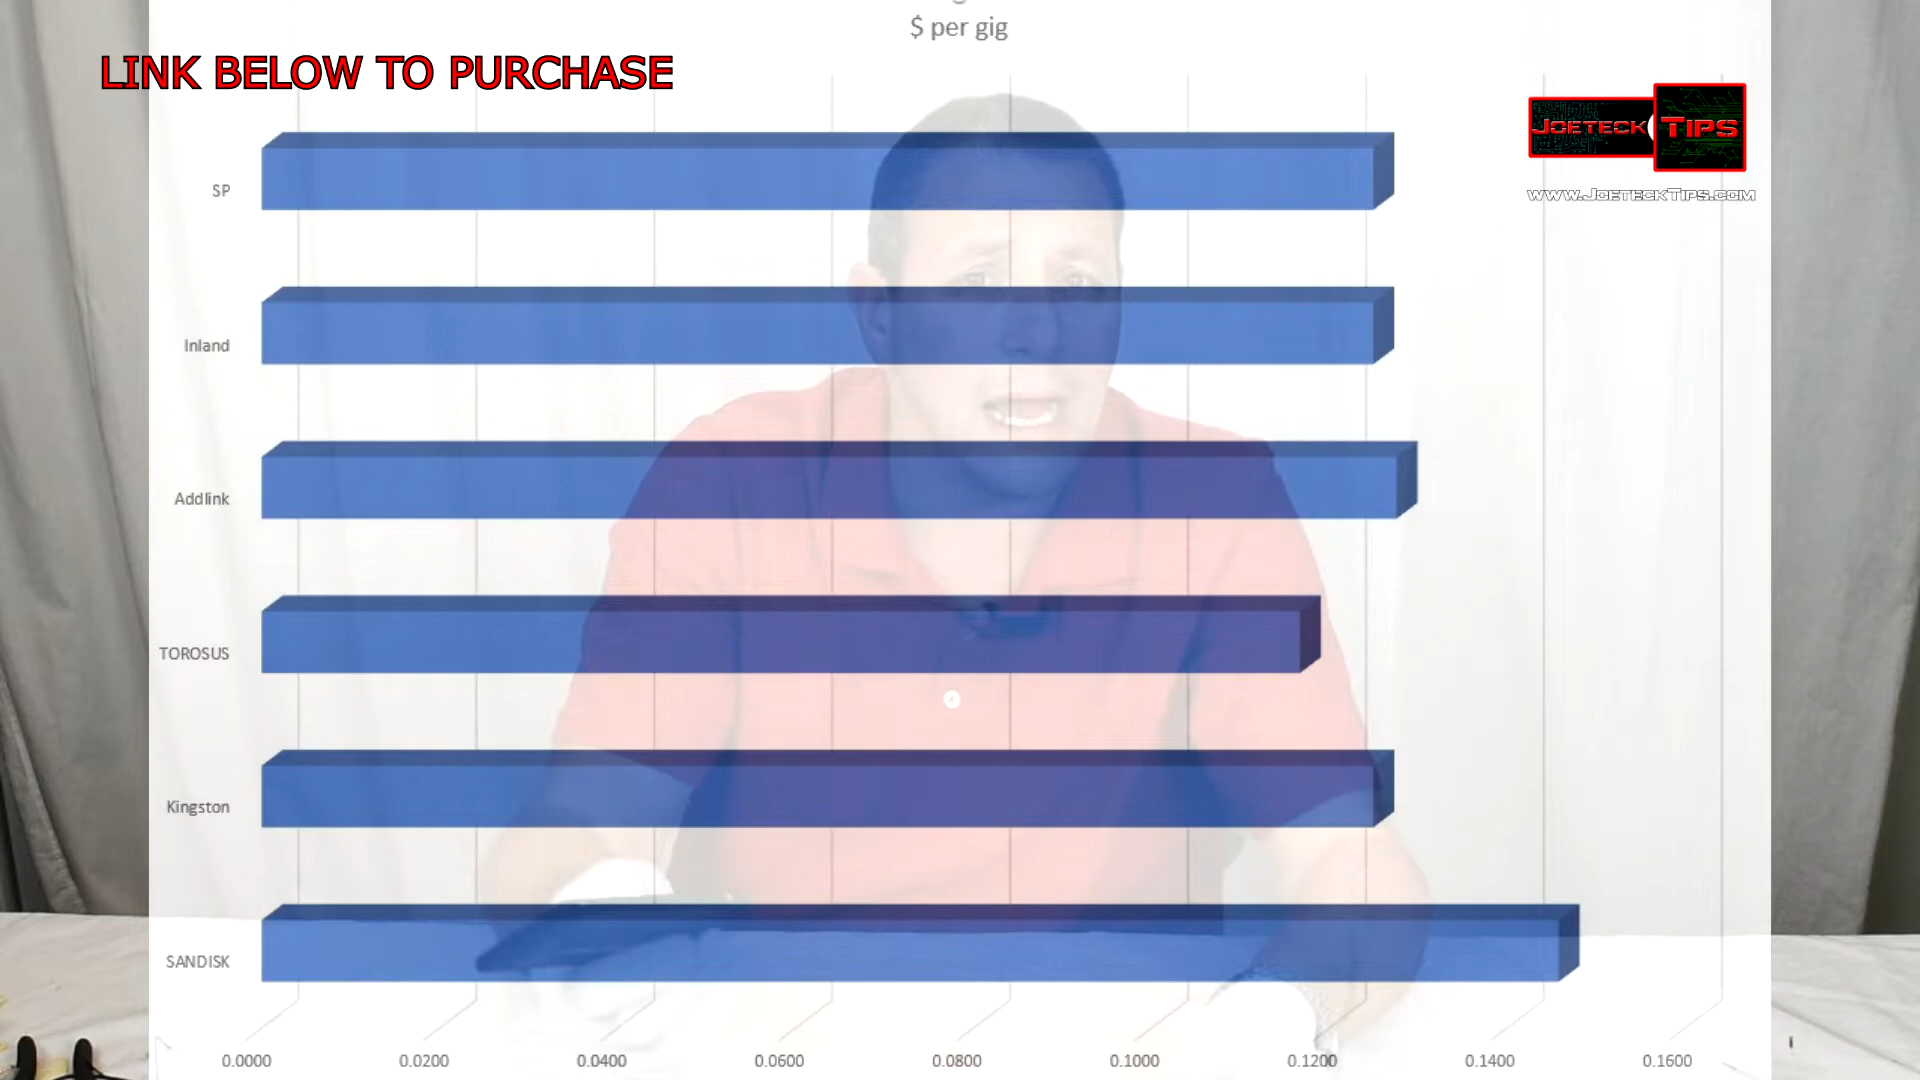 $ per gig
LINK BELOW TO PURCHASE
JOETECK TIPS
WWW.JOETECKTIPS.COM
SP
Inland
Addlink
TOROSUS
Kingston
SANDISK
0.0000 0.0200 0.0400 0.0600 0.0800 0.1000 0.1200 0.1400 0.1600